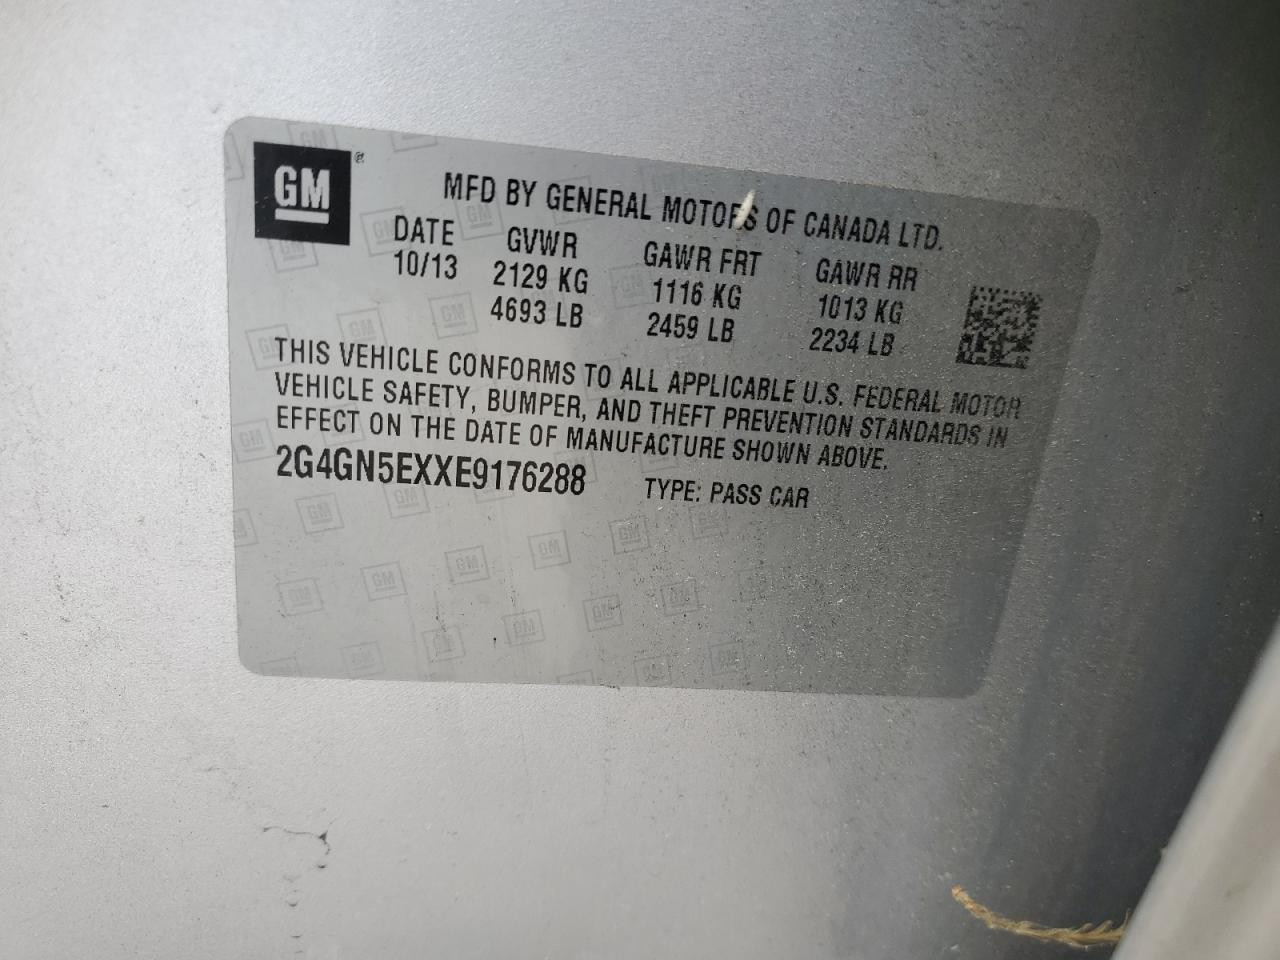 GM
MFD BY GENERAL MOTORS OF CANADA LTD.
DATE GVWR GAWR FRT GAWR RR
10/13 2129 KG 1116 KG 1013 KG
4693 LB 2459 LB 2234 LB
THIS VEHICLE CONFORMS TO ALL APPLICABLE U.S. FEDERAL MOTOR
VEHICLE SAFETY, BUMPER, AND THEFT PREVENTION STANDARDS IN
EFFECT ON THE DATE OF MANUFACTURE SHOWN ABOVE.
2G4GN5EXXE9176288 TYPE: PASS CAR